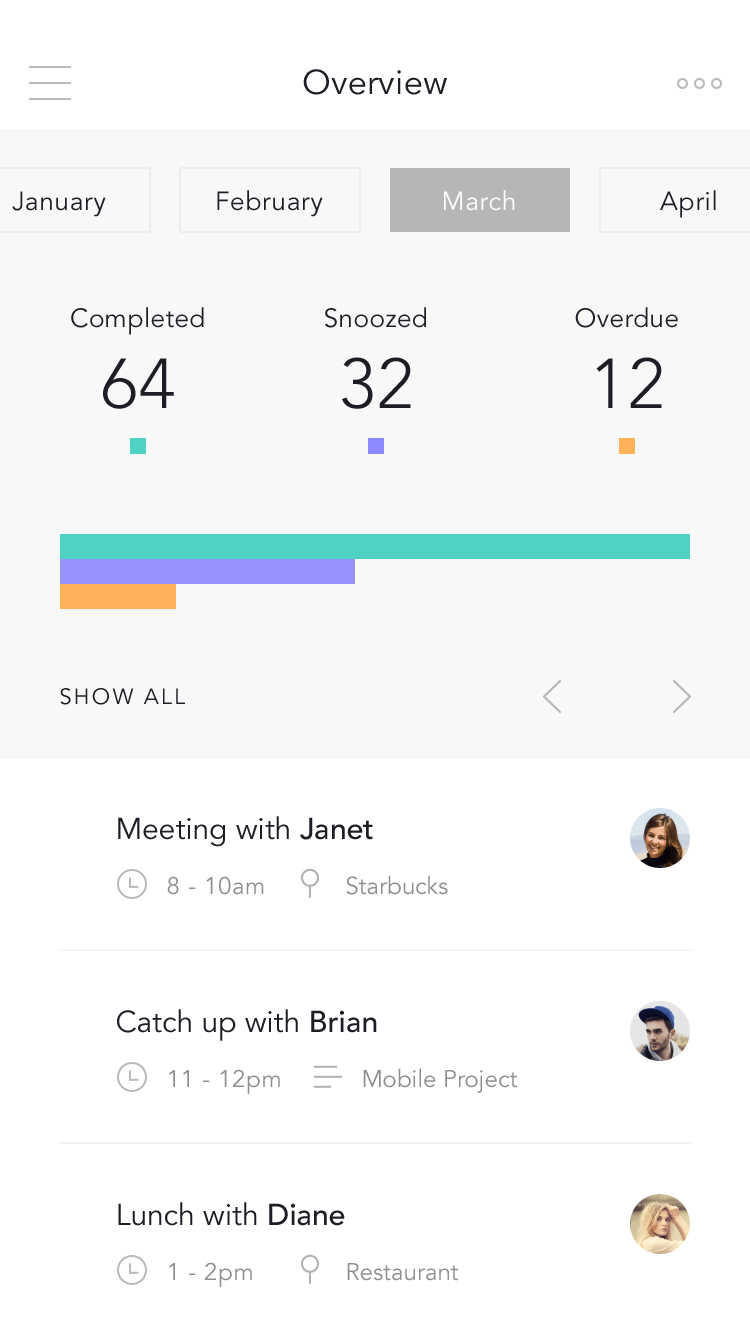 Overview
January February March April
Completed Snoozed Overdue
64 32 12
SHOW ALL
Meeting with Janet
8 - 10am Starbucks
Catch up with Brian
11 - 12pm Mobile Project
Lunch with Diane
1 - 2pm Restaurant